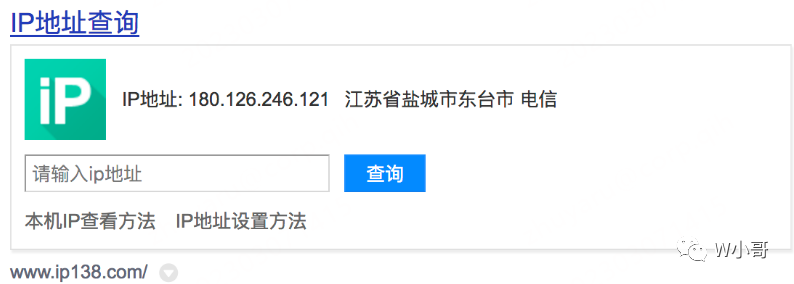 IP地址查询
iP
IP地址: 180.126.246.121 江苏省盐城市东台市 电信
请输入ip地址
查询
本机IP查看方法 IP地址设置方法
W小哥
www.ip138.com/